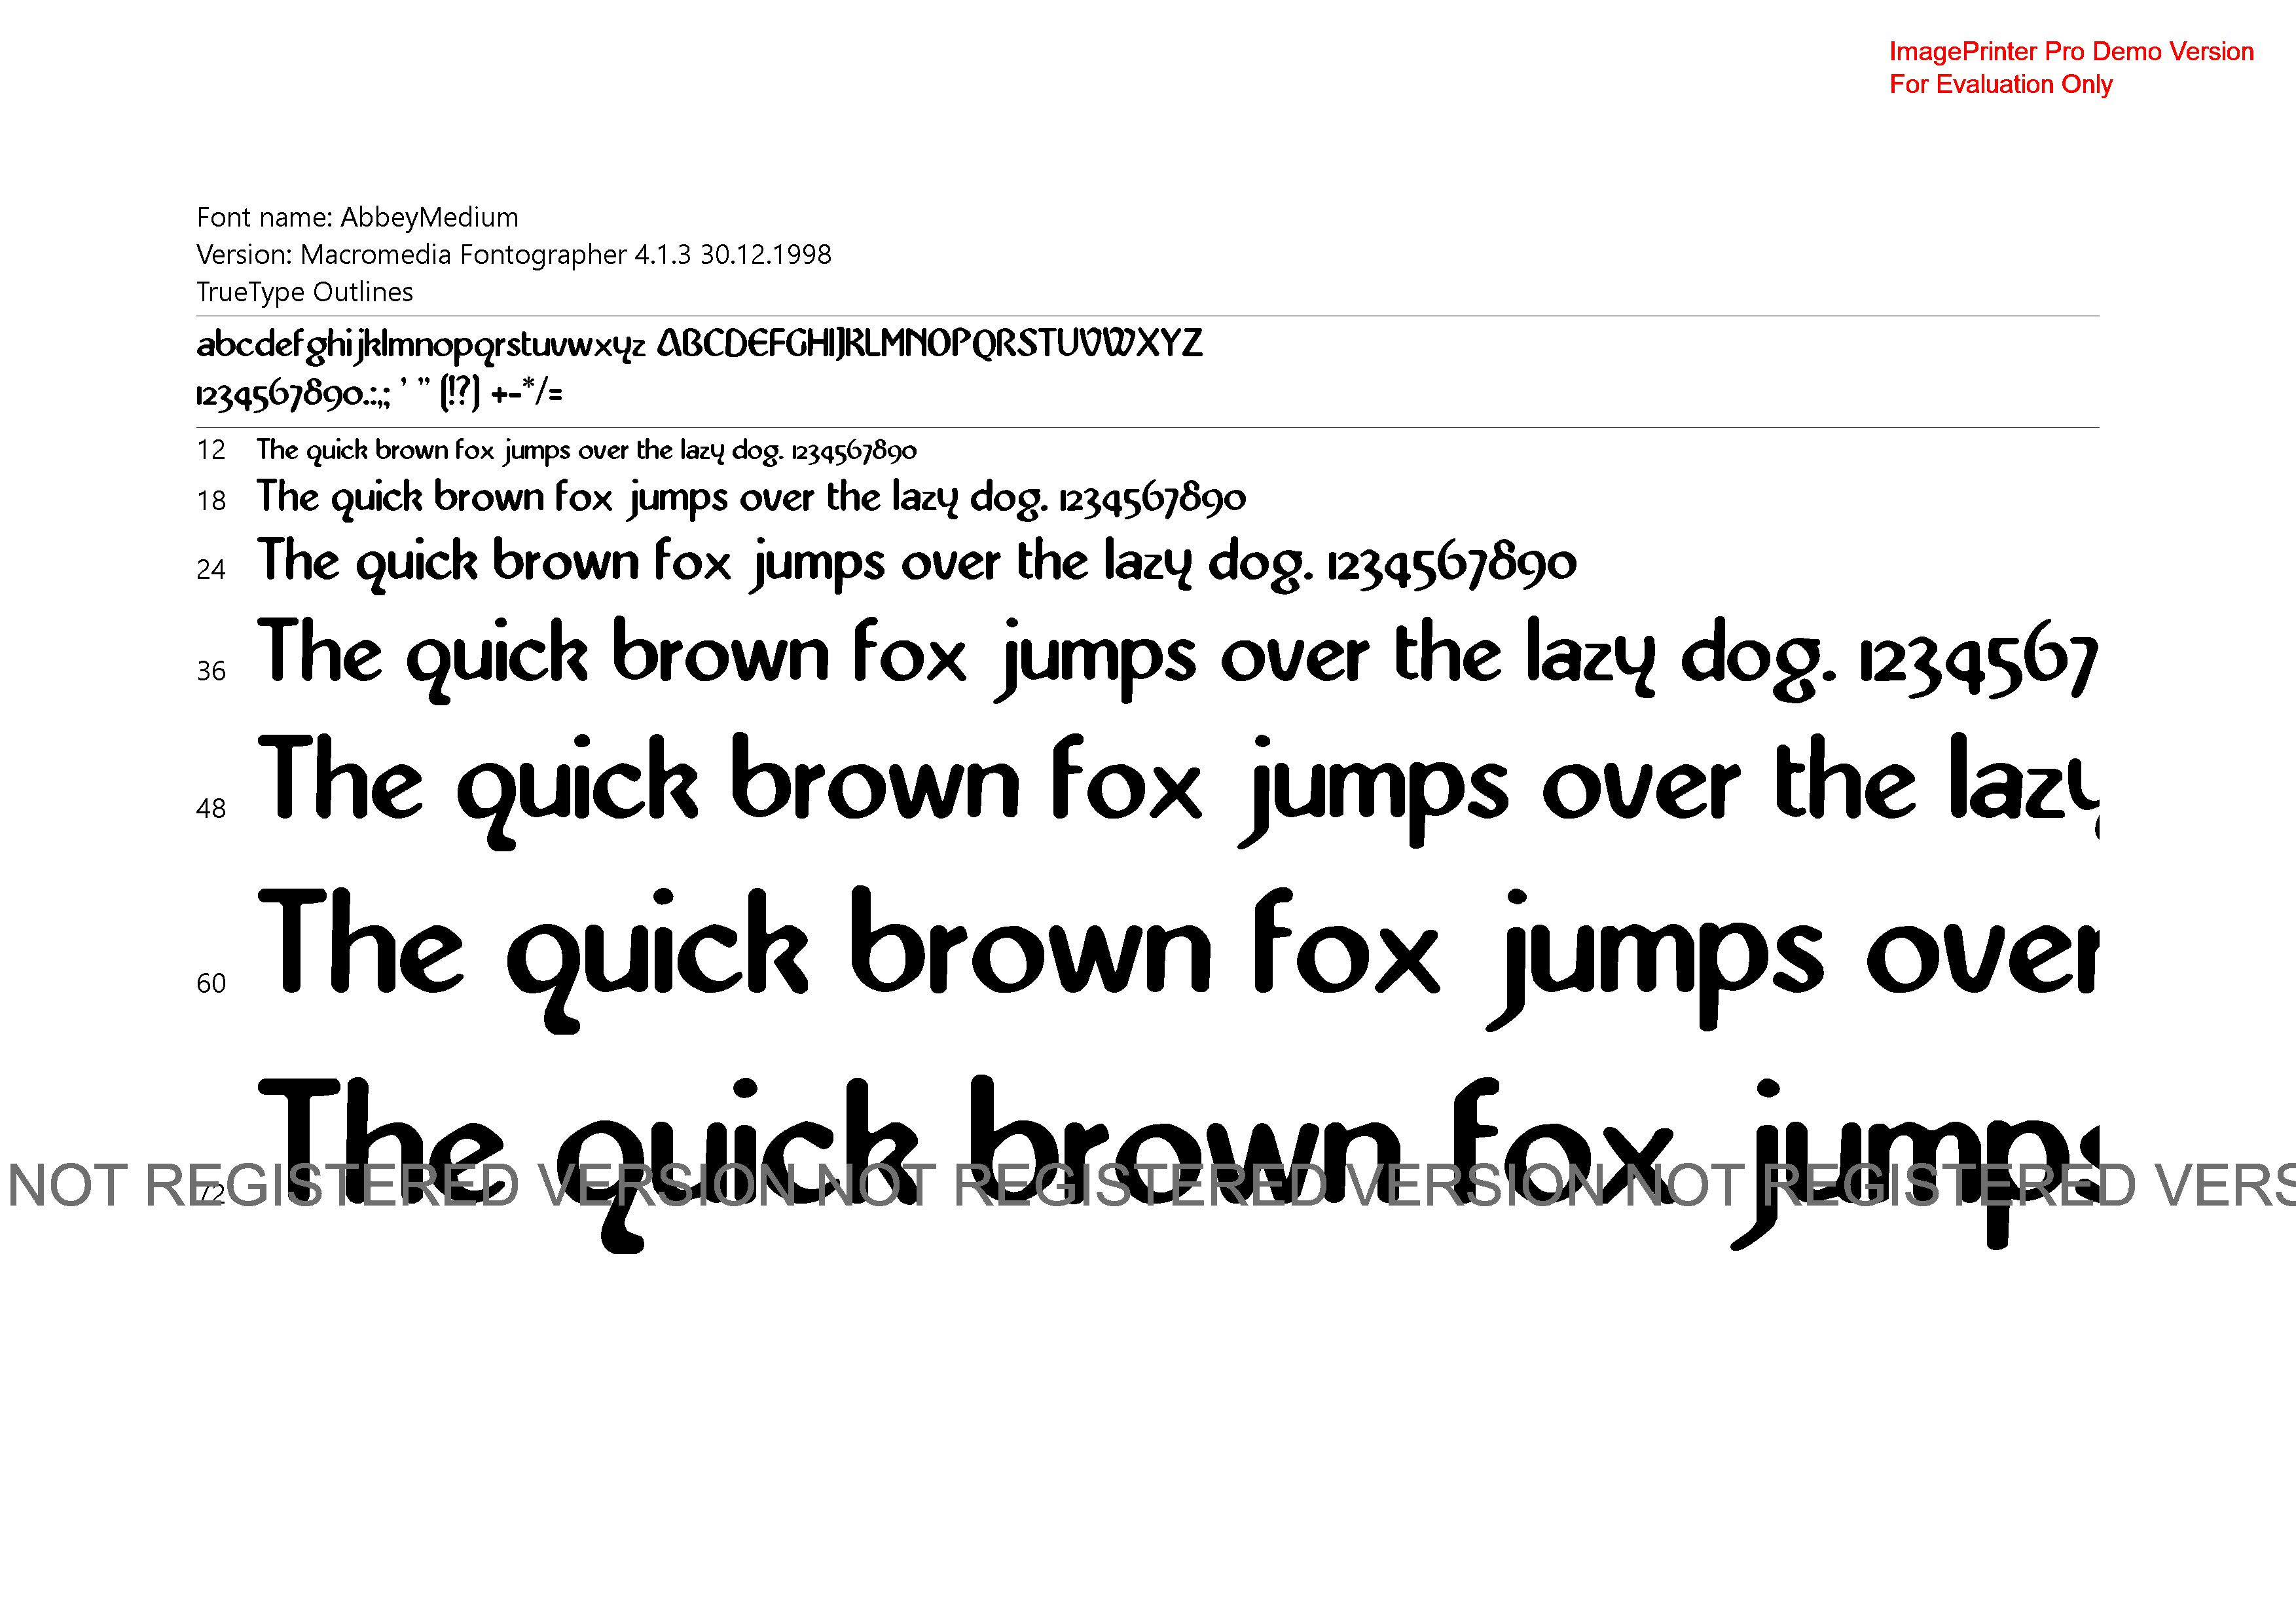 ImagePrinter Pro Demo Version
For Evaluation Only
Font name: AbbeyMedium
Version: Macromedia Fontographer 4.1.3 30.12.1998
TrueType Outlines
abcdefghijklmnopqrstuvwxyz ABCDEFGHIJKLMNOPQRSTUVWXYZ
1234567890.:,; ' " (!?) +-*/=
12 The quick brown fox jumps over the lazy dog. 1234567890
18 The quick brown fox jumps over the lazy dog. 1234567890
24 The quick brown fox jumps over the lazy dog. 1234567890
36 The quick brown fox jumps over the lazy dog. 1234567
48 The quick brown fox jumps over the lazy
60 The quick brown fox jumps over
72 The quick brown fox jumps
NOT REGISTERED VERSION NOT REGISTERED VERSION NOT REGISTERED VERS